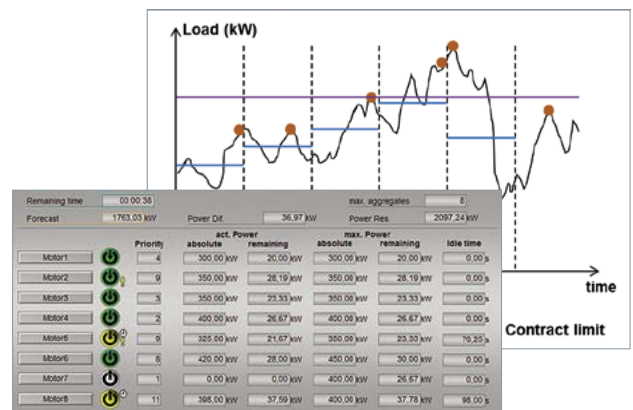 Load (kW)
time
Contract limit
Remaining time 00:00:38 max. aggregates 8
Forecast 1763,03 kW Power Dif. 36,97 kW Power Res 2097,24 kW
act. Power max. Power
Priority absolute remaining absolute remaining Idle time
Motor1 4 300,00 kW 20,00 kW 300,00 kW 20,00 kW 0,00 s
Motor2 9 350,00 kW 28,19 kW 350,00 kW 28,19 kW 0,00 s
Motor3 3 350,00 kW 23,33 kW 350,00 kW 23,33 kW 0,00 s
Motor4 2 400,00 kW 26,67 kW 400,00 kW 26,67 kW 0,00 s
Motor5 9 325,00 kW 21,67 kW 350,00 kW 23,33 kW 70,25 s
Motor6 8 420,00 kW 28,00 kW 450,00 kW 30,00 kW 0,00 s
Motor7 1 0,00 kW 0,00 kW 400,00 kW 26,67 kW 0,00 s
Motor8 11 398,00 kW 37,59 kW 400,00 kW 37,78 kW 98,00 s